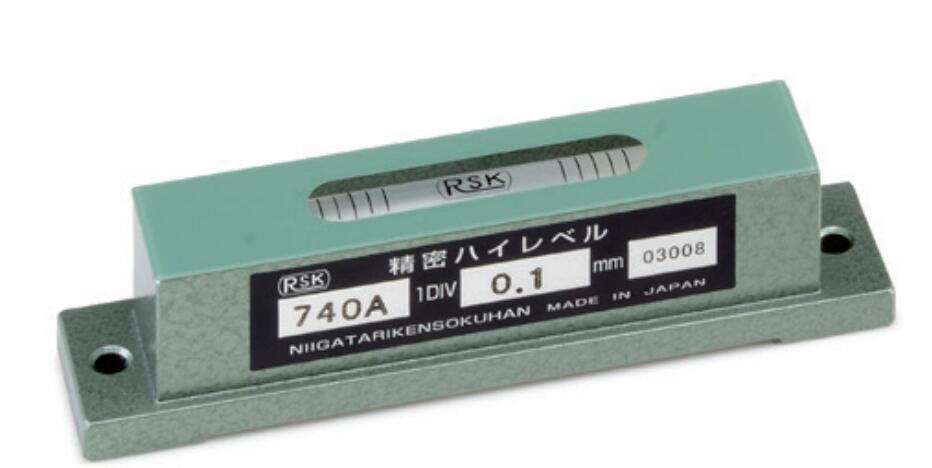 RSK
RSK 精密ハイレベル
740A 1DIV 0.1 mm 03008
NIIGATARIKENSOKUHAN MADE IN JAPAN